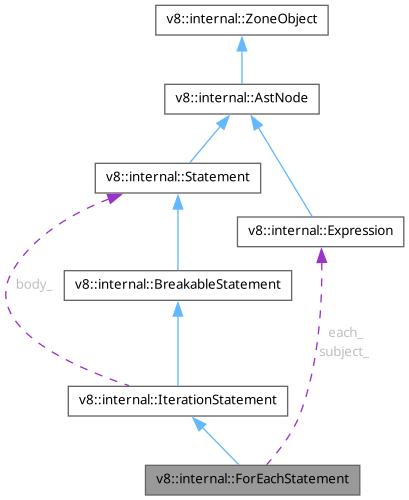 v8::internal::ZoneObject
v8::internal::AstNode
v8::internal::Statement
v8::internal::Expression
v8::internal::BreakableStatement
body_
each_
subject_
v8::internal::IterationStatement
v8::internal::ForEachStatement